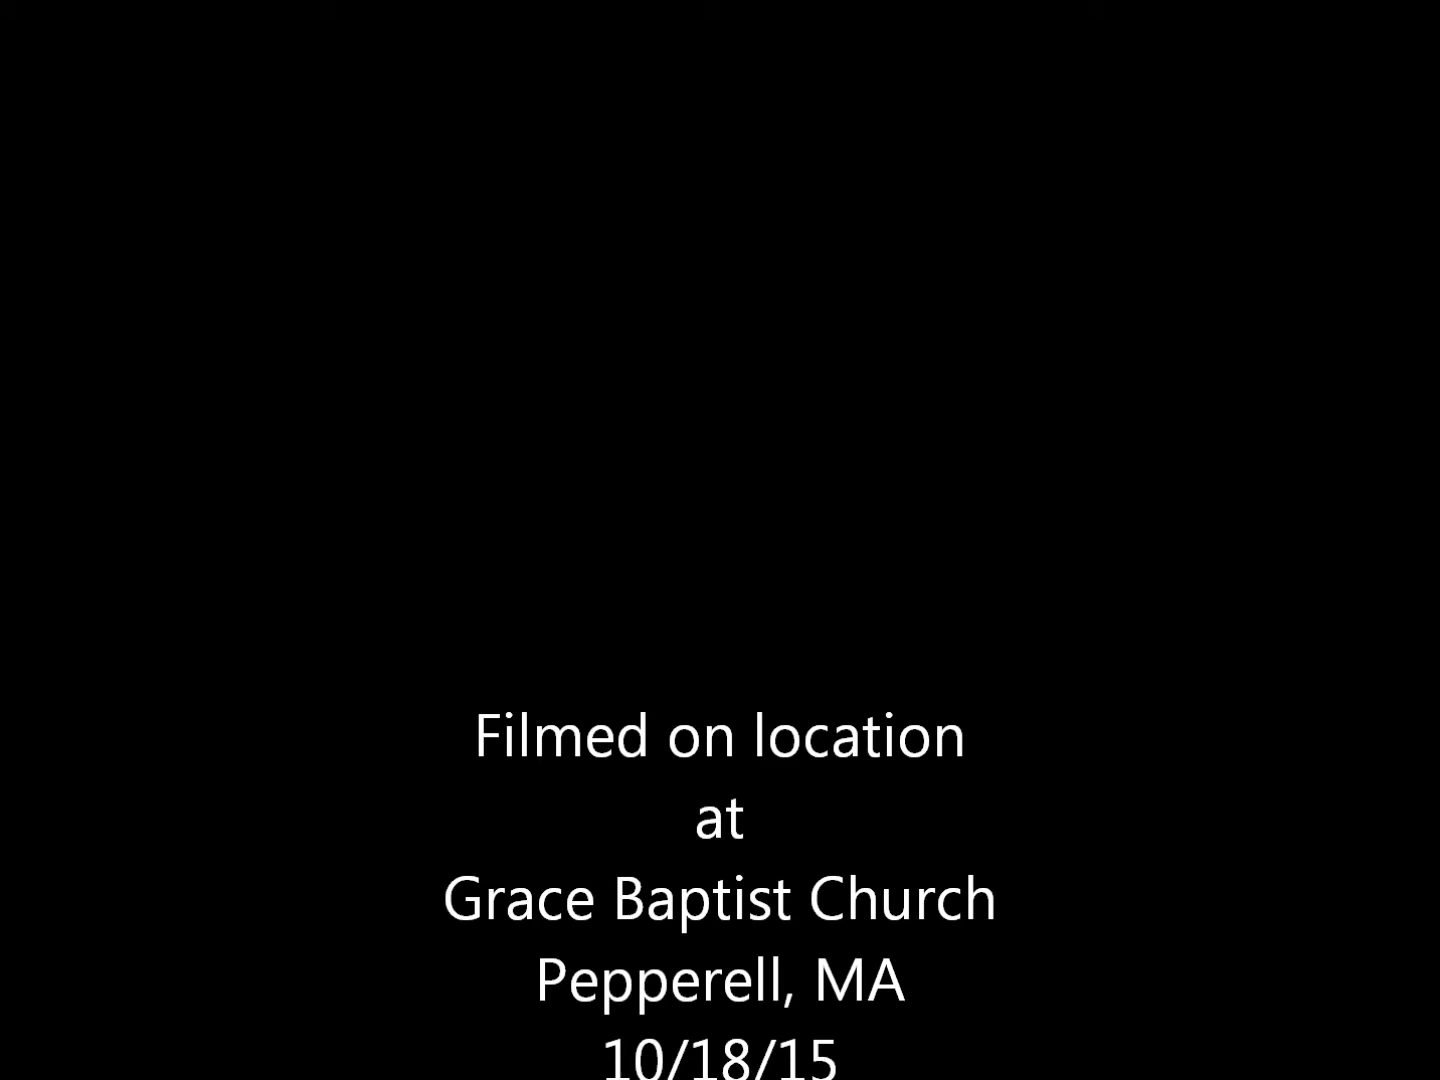 Filmed on location
at
Grace Baptist Church
Pepperell, MA
10/18/15